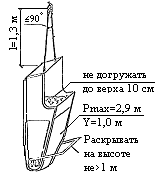 ≤90°
l=1,3 м
не догружать
до верха 10 см
Pmax=2,9 м
Y=1,0 м
Раскрывать
на высоте
не>1 м